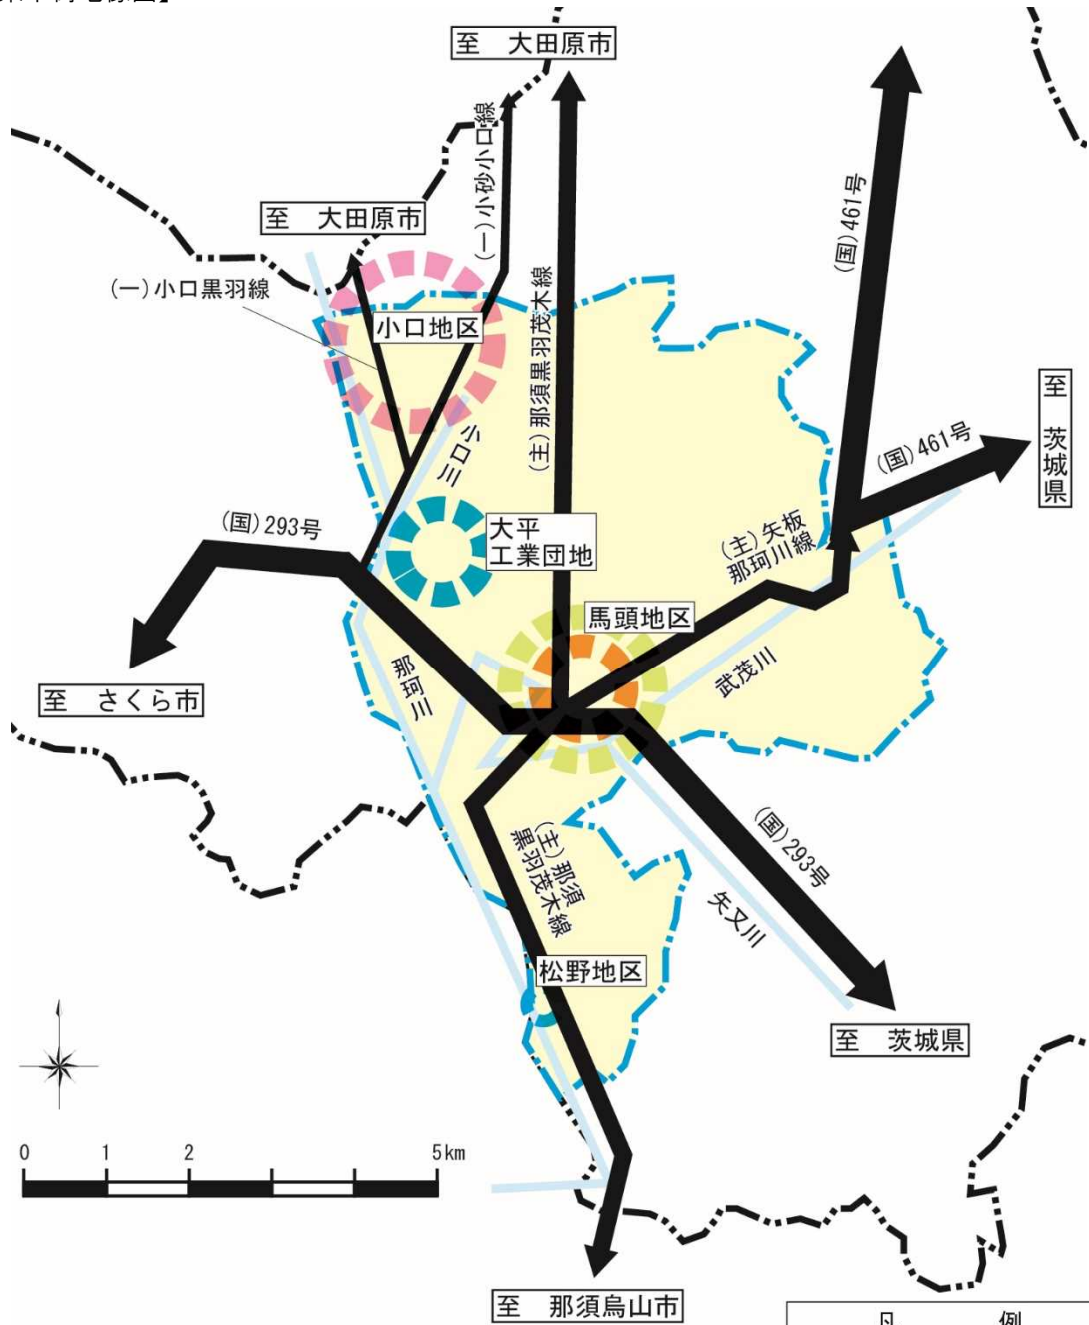 至 大田原市
(一)小砂小口線
至 大田原市
(国)461号
(一)小口黒羽線
小口地区
(主)那須黒羽茂木線
至 茨城県
(国)461号
小口川
(国)293号
大平
工業団地
(主)矢板
那珂川線
馬頭地区
武茂川
至 さくら市
那珂川
(国)293号
(主)那須
黒羽茂木線
矢又川
松野地区
至 茨城県
0 1 2 5km
至 那須烏山市
凡 例